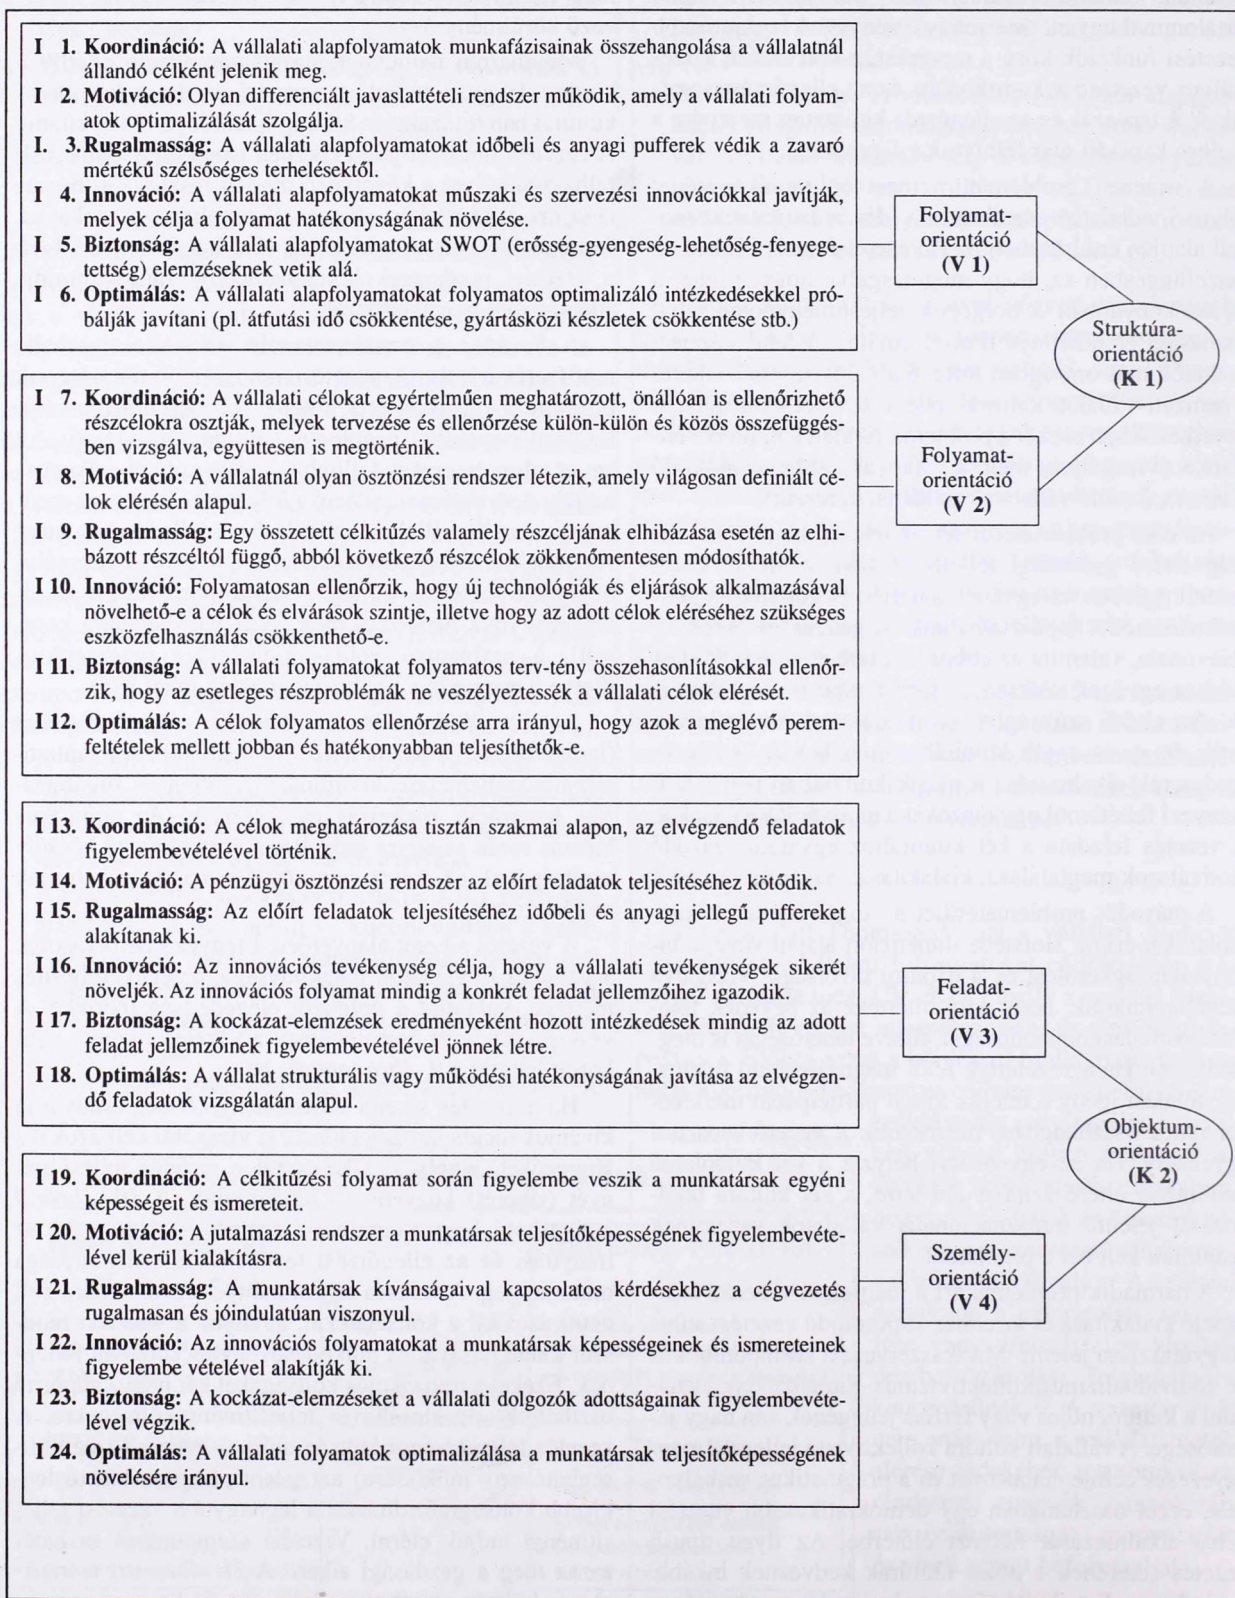 I 1. Koordináció: A vállalati alapfolyamatok munkafázisainak összehangolása a vállalatnál
állandó célként jelenik meg.
I 2. Motiváció: Olyan differenciált javaslattételi rendszer működik, amely a vállalati folyam-
atok optimalizálását szolgálja.
I. 3. Rugalmasság: A vállalati alapfolyamatokat időbeli és anyagi pufferek védik a zavaró
mértékű szélsőséges terhelésektől.
I 4. Innováció: A vállalati alapfolyamatokat műszaki és szervezési innovációkkal javítják,
melyek célja a folyamat hatékonyságának növelése.
I 5. Biztonság: A vállalati alapfolyamatokat SWOT (erősség-gyengeség-lehetőség-fenyege-
tettség) elemzéseknek vetik alá.
I 6. Optimálás: A vállalati alapfolyamatokat folyamatos optimalizáló intézkedésekkel pró-
bálják javítani (pl. átfutási idő csökkentése, gyártásközi készletek csökkentése stb.)
Folyamat-
orientáció
(V 1)
Struktúra-
orientáció
(K 1)
I 7. Koordináció: A vállalati célokat egyértelműen meghatározott, önállóan is ellenőrizhető
részcélokra osztják, melyek tervezése és ellenőrzése külön-külön és közös összefüggés-
ben vizsgálva, együttesen is megtörténik.
I 8. Motiváció: A vállalatnál olyan ösztönzési rendszer létezik, amely világosan definiált cé-
lok elérésén alapul.
I 9. Rugalmasság: Egy összetett célkitűzés valamely részcéljának elhibázása esetén az elhi-
bázott részcéltól függő, abból következő részcélok zökkenőmentesen módosíthatók.
I 10. Innováció: Folyamatosan ellenőrzik, hogy új technológiák és eljárások alkalmazásával
növelhető-e a célok és elvárások szintje, illetve hogy az adott célok eléréséhez szükséges
eszközfelhasználás csökkenthető-e.
I 11. Biztonság: A vállalati folyamatokat folyamatos terv-tény összehasonlításokkal ellenőr-
zik, hogy az esetleges részproblémák ne veszélyeztessék a vállalati célok elérését.
I 12. Optimálás: A célok folyamatos ellenőrzése arra irányul, hogy azok a meglévő perem-
feltételek mellett jobban és hatékonyabban teljesíthetők-e.
Folyamat-
orientáció
(V 2)
I 13. Koordináció: A célok meghatározása tisztán szakmai alapon, az elvégzendő feladatok
figyelembevételével történik.
I 14. Motiváció: A pénzügyi ösztönzési rendszer az előírt feladatok teljesítéséhez kötődik.
I 15. Rugalmasság: Az előírt feladatok teljesítéséhez időbeli és anyagi jellegű puffereket
alakítanak ki.
I 16. Innováció: Az innovációs tevékenység célja, hogy a vállalati tevékenységek sikerét
növeljék. Az innovációs folyamat mindig a konkrét feladat jellemzőihez igazodik.
I 17. Biztonság: A kockázat-elemzések eredményeként hozott intézkedések mindig az adott
feladat jellemzőinek figyelembevételével jönnek létre.
I 18. Optimálás: A vállalat strukturális vagy működési hatékonyságának javítása az elvégzen-
dő feladatok vizsgálatán alapul.
Feladat-
orientáció
(V 3)
Objektum-
orientáció
(K 2)
I 19. Koordináció: A célkitűzési folyamat során figyelembe veszik a munkatársak egyéni
képességeit és ismereteit.
I 20. Motiváció: A jutalmazási rendszer a munkatársak teljesítőképességének figyelembevéte-
lével kerül kialakításra.
I 21. Rugalmasság: A munkatársak kívánságaival kapcsolatos kérdésekhez a cégvezetés
rugalmasan és jóindulatúan viszonyul.
I 22. Innováció: Az innovációs folyamatokat a munkatársak képességeinek és ismereteinek
figyelembe vételével alakítják ki.
I 23. Biztonság: A kockázat-elemzéseket a vállalati dolgozók adottságainak figyelembevéte-
lével végzik.
I 24. Optimálás: A vállalati folyamatok optimalizálása a munkatársak teljesítőképességének
növelésére irányul.
Személy-
orientáció
(V 4)